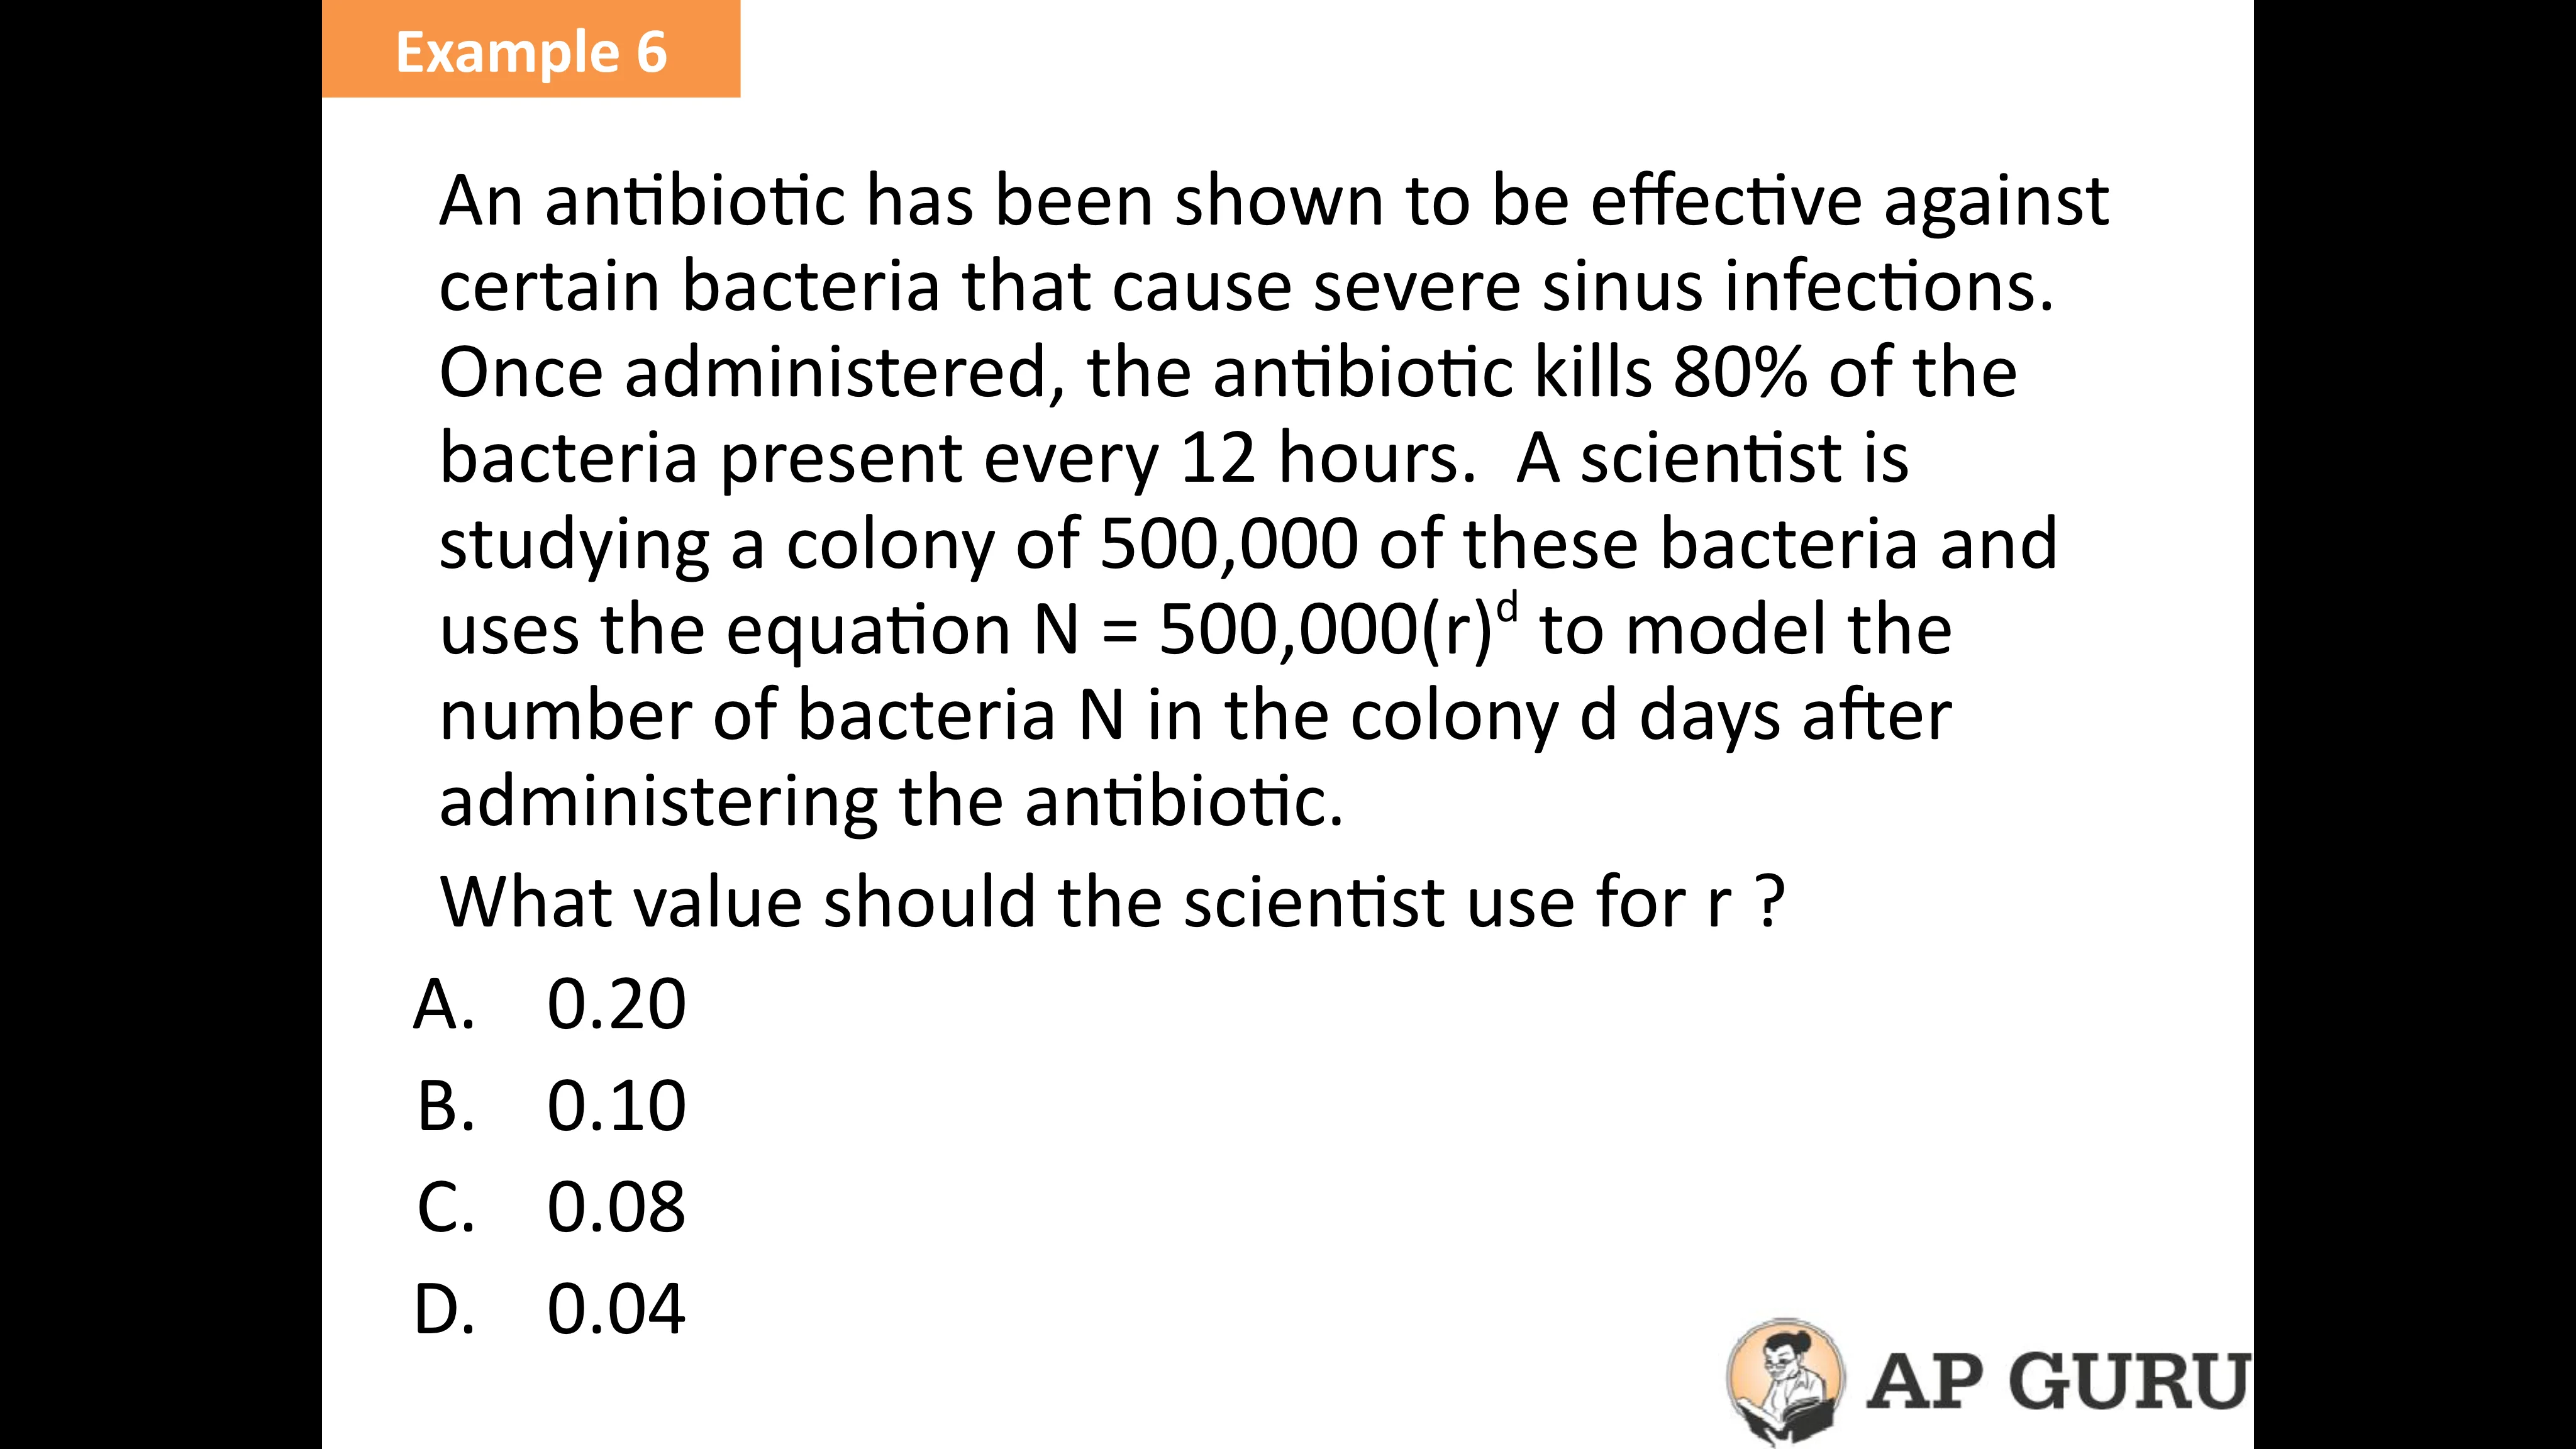 Example 6
An antibiotic has been shown to be effective against
certain bacteria that cause severe sinus infections.
Once administered, the antibiotic kills 80% of the
bacteria present every 12 hours.  A scientist is
studying a colony of 500,000 of these bacteria and
uses the equation N = 500,000(r)ᵈ to model the
number of bacteria N in the colony d days after
administering the antibiotic.
What value should the scientist use for r ?
A. 0.20
B. 0.10
C. 0.08
D. 0.04
AP GURU